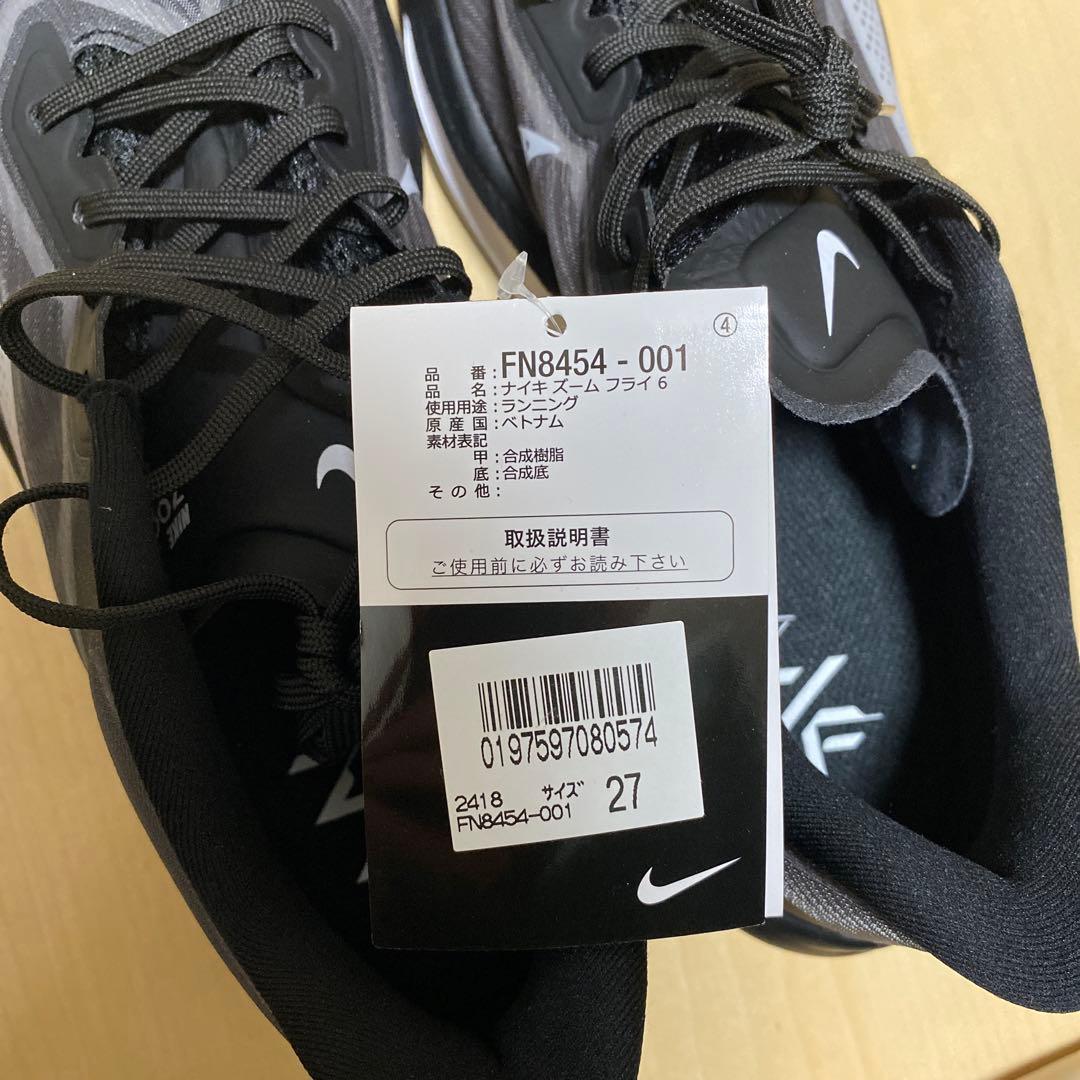 ④
品 番:FN8454-001
品 名:ナイキ ズーム フライ 6
使用用途:ランニング
原 産 国:ベトナム
素材表記
甲:合成樹脂
底:合成底
そ の 他:
取扱説明書
ご使用前に必ずお読み下さい
0197597080574
2418 サイズ 27
FN8454-001
NIKE